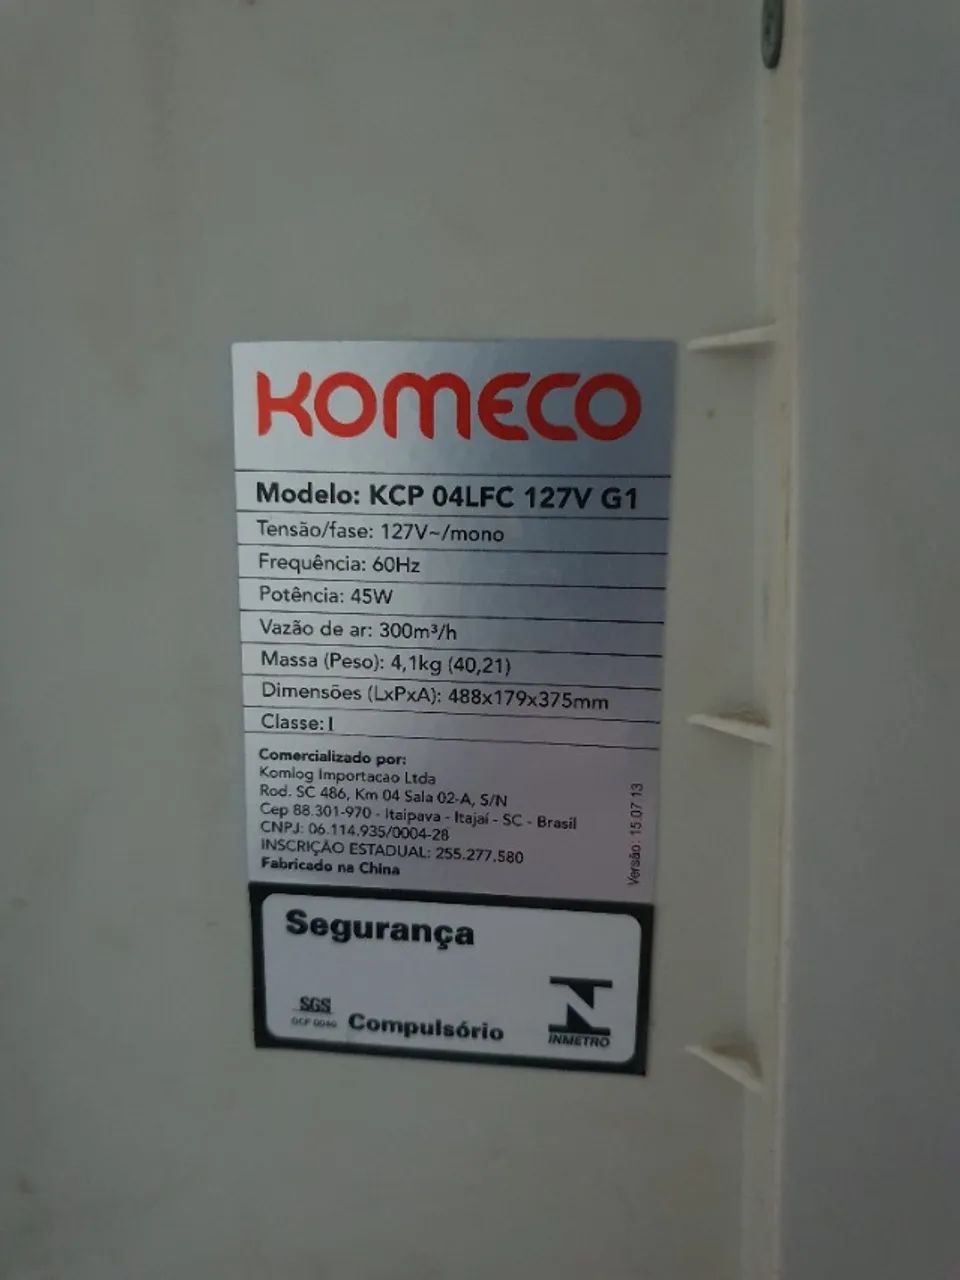 KOMECO
Modelo: KCP 04LFC 127V G1
Tensão/fase: 127V~/mono
Frequência: 60Hz
Potência: 45W
Vazão de ar: 300m³/h
Massa (Peso): 4,1kg (40,21)
Dimensões (LxPxA): 488x179x375mm
Classe: I
Comercializado por:
Komlog Importacao Ltda
Rod. SC 486, Km 04 Sala 02-A, S/N
Cep 88.301-970 - Itaipava - Itajaí - SC - Brasil
CNPJ: 06.114.935/0004-28
INSCRIÇÃO ESTADUAL: 255.277.580
Fabricado na China
Versão: 15.07.13
Segurança
SGS
OCP 0040
Compulsório
INMETRO